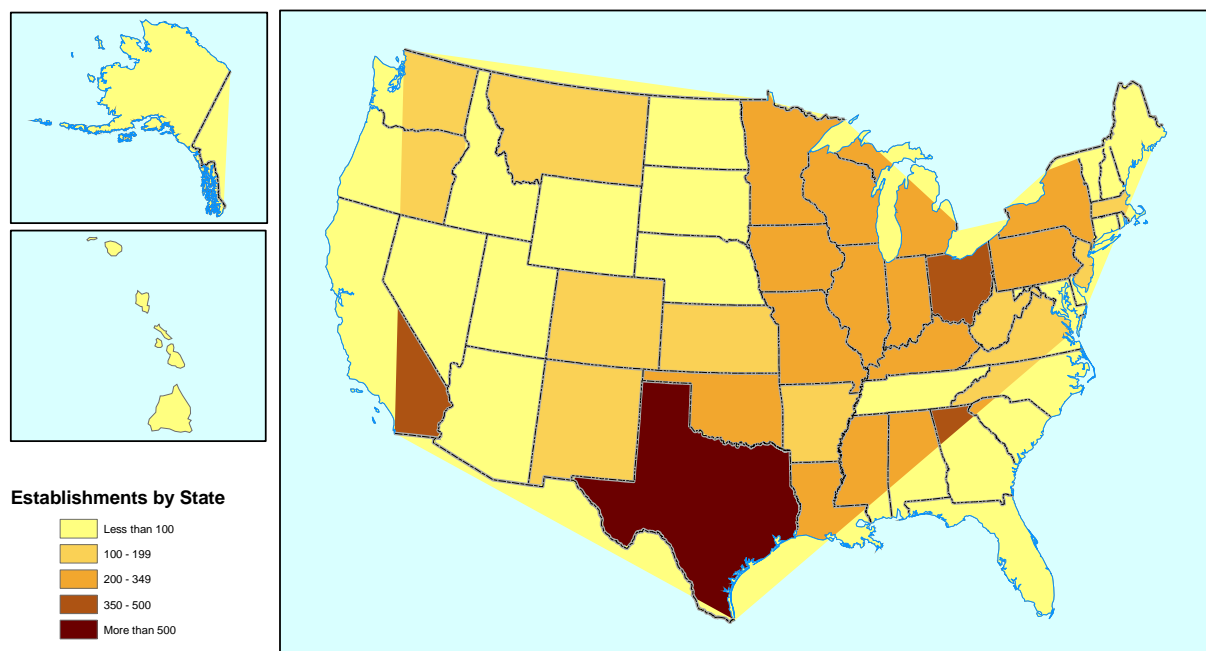 Establishments by State
Less than 100
100 - 199
200 - 349
350 - 500
More than 500